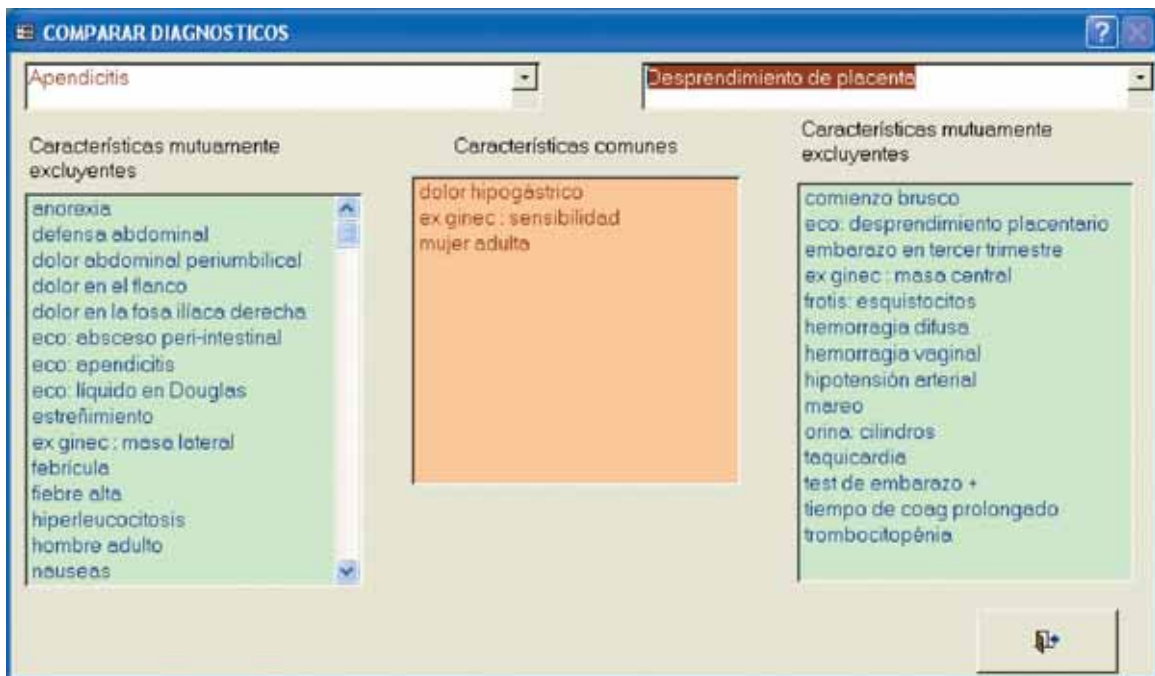 COMPARAR DIAGNOSTICOS
Apendicitis
Desprendimiento de placenta
Características mutuamente
excluyentes
anorexia
defensa abdominal
dolor abdominal periumbilical
dolor en el flanco
dolor en la fosa iliaca derecha
eco: absceso peri-intestinal
eco: apendicitis
eco: líquido en Douglas
estreñimiento
ex ginec : masa lateral
febrícula
fiebre alta
hiperleucocitosis
hombre adulto
nauseas
Características comunes
dolor hipogástrico
ex ginec : sensibilidad
mujer adulta
Características mutuamente
excluyentes
comienzo brusco
eco: desprendimiento placentario
embarazo en tercer trimestre
ex ginec : masa central
frotis: esquistocitos
hemorragia difusa
hemorragia vaginal
hipotensión arterial
mareo
orina: cilindros
taquicardia
test de embarazo +
tiempo de coag prolongado
trombocitopénia